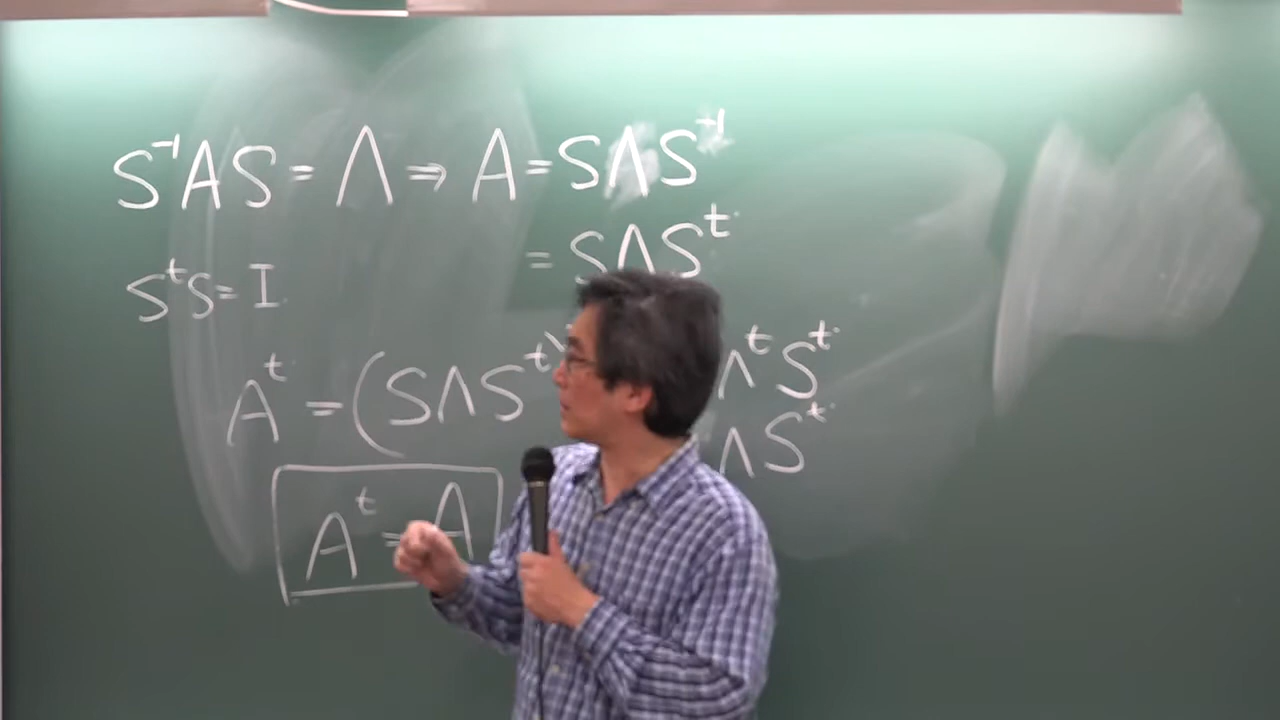 S⁻¹AS = Λ ⇒ A = SΛS⁻¹
= SΛSᵗ
SᵗS = I
Aᵗ = (SΛSᵗ) ΛᵗSᵗ
ΛSᵗ
Aᵗ = A